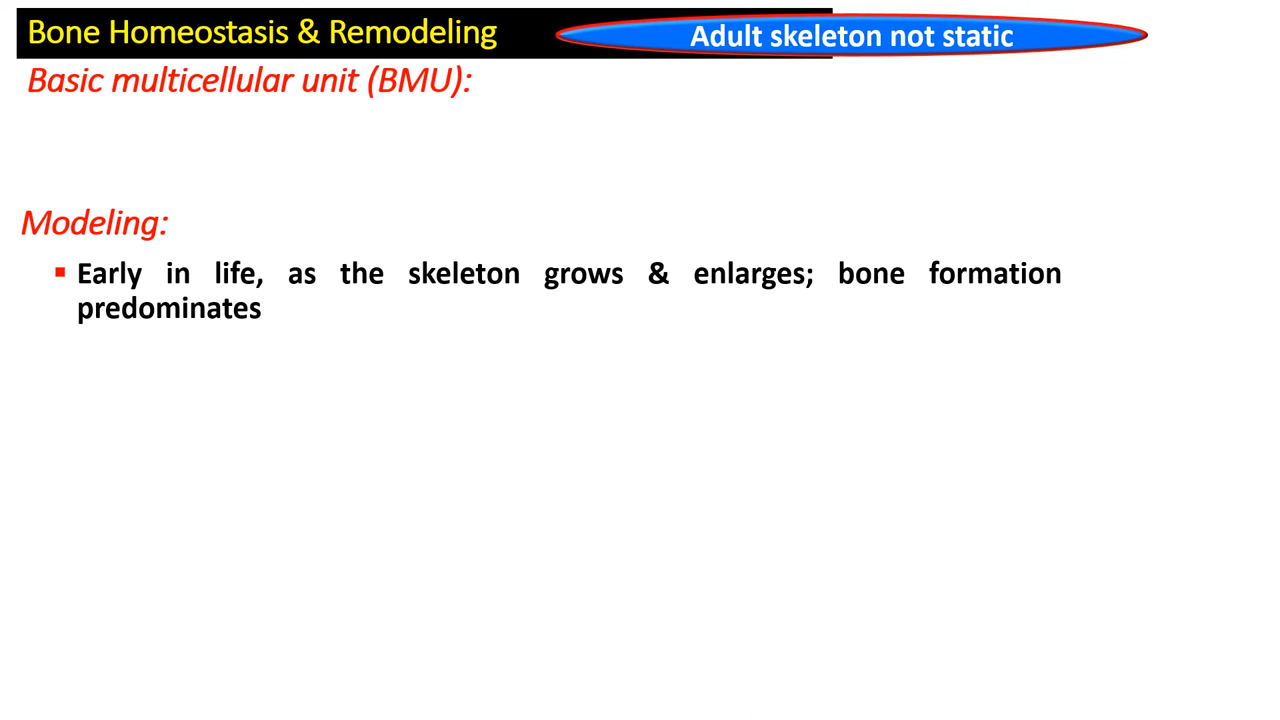 Bone Homeostasis & Remodeling
Adult skeleton not static
Basic multicellular unit (BMU):
Modeling:
▪ Early in life, as the skeleton grows & enlarges; bone formation
predominates